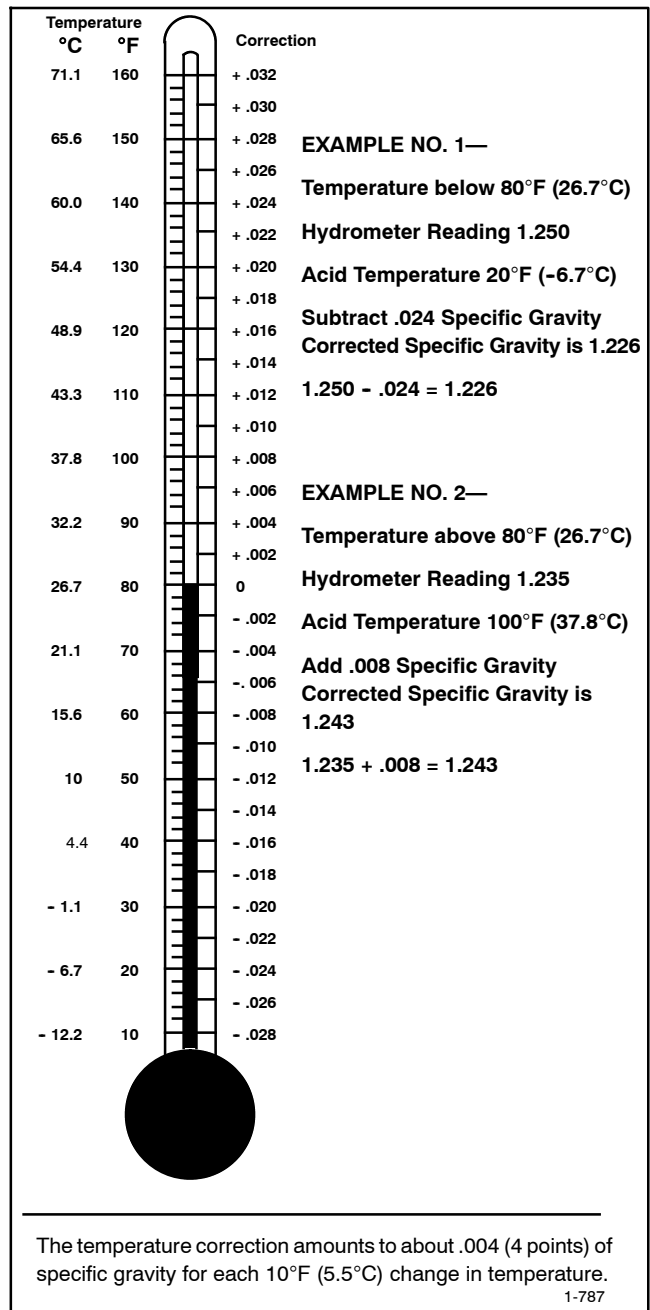 Temperature
°C °F Correction
71.1 160 + .032
+ .030
65.6 150 + .028
+ .026
60.0 140 + .024
+ .022
54.4 130 + .020
+ .018
48.9 120 + .016
+ .014
43.3 110 + .012
+ .010
37.8 100 + .008
+ .006
32.2 90 + .004
+ .002
26.7 80 0
- .002
21.1 70 - .004
-. 006
15.6 60 - .008
- .010
10 50 - .012
- .014
4.4 40 - .016
- .018
- 1.1 30 - .020
- .022
- 6.7 20 - .024
- .026
- 12.2 10 - .028
EXAMPLE NO. 1—
Temperature below 80°F (26.7°C)
Hydrometer Reading 1.250
Acid Temperature 20°F (-6.7°C)
Subtract .024 Specific Gravity
Corrected Specific Gravity is 1.226
1.250 - .024 = 1.226
EXAMPLE NO. 2—
Temperature above 80°F (26.7°C)
Hydrometer Reading 1.235
Acid Temperature 100°F (37.8°C)
Add .008 Specific Gravity
Corrected Specific Gravity is
1.243
1.235 + .008 = 1.243
The temperature correction amounts to about .004 (4 points) of
specific gravity for each 10°F (5.5°C) change in temperature.
1-787